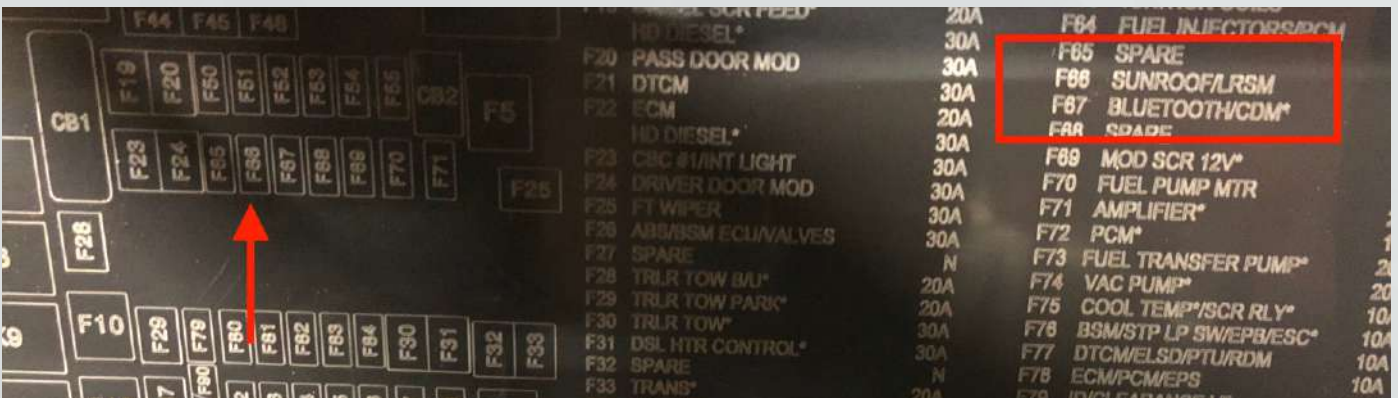 F44 F45 F46
F19 F20 F50 F51 F52 F53 F54 F55
CB2
F5
CB1
F23 F24 F65 F66 F67 F68 F69 F70 F71
F25
F26
F10
F29 F79 F80 F81 F82 F83 F84 F30 F31 F32 F33
F90
SCR FEED* 20A
HD DIESEL* 30A
F20 PASS DOOR MOD 30A
F21 DTCM 30A
F22 ECM 20A
HD DIESEL* 30A
F23 CBC #1/INT LIGHT 30A
F24 DRIVER DOOR MOD 30A
F25 FT WIPER 30A
F26 ABS/BSM ECU/VALVES 30A
F27 SPARE N
F28 TRLR TOW B/U* 20A
F29 TRLR TOW PARK* 20A
F30 TRLR TOW* 30A
F31 DSL HTR CONTROL* 30A
F32 SPARE N
F33 TRANS* 20A
F64 FUEL INJECTORS/PCM
F65 SPARE
F66 SUNROOF/LRSM
F67 BLUETOOTH/CDM*
F68 SPARE
F69 MOD SCR 12V*
F70 FUEL PUMP MTR
F71 AMPLIFIER*
F72 PCM*
F73 FUEL TRANSFER PUMP*
F74 VAC PUMP* 20
F75 COOL TEMP*/SCR RLY* 10A
F76 BSM/STP LP SW/EPB/ESC* 10A
F77 DTCM/ELSD/PTU/RDM 10A
F78 ECM/PCM/EPS 10A